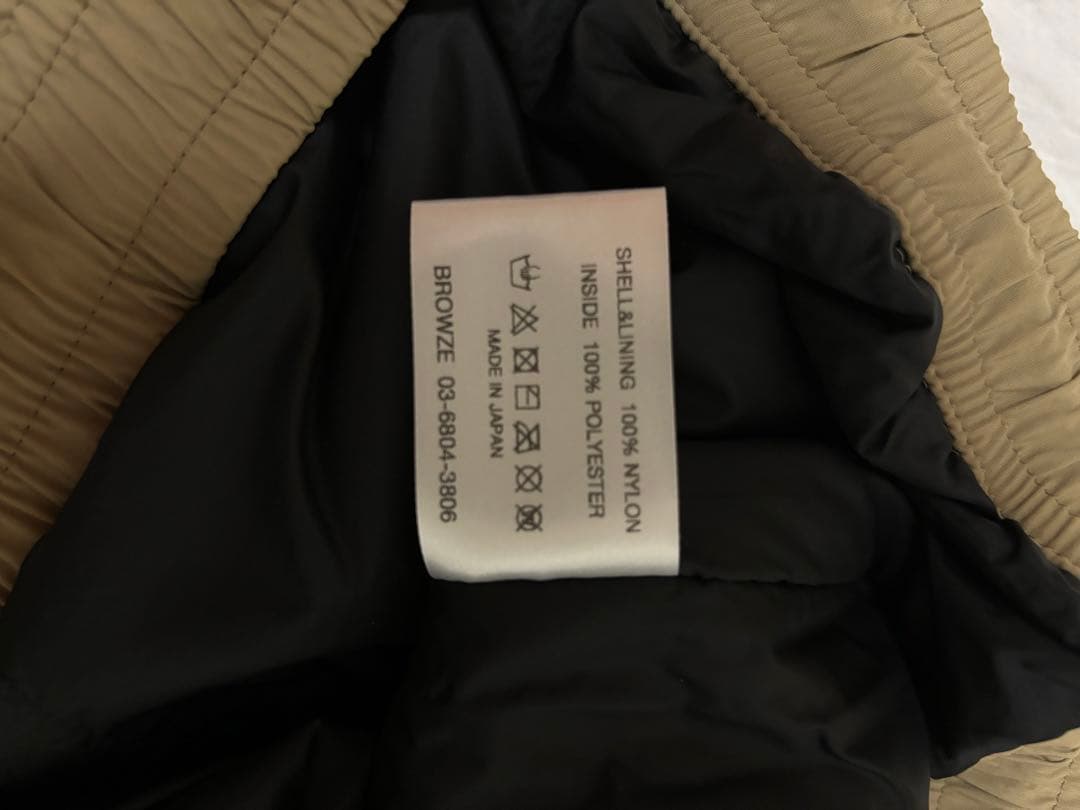 SHELL&LINING 100% NYLON
INSIDE 100% POLYESTER
MADE IN JAPAN
BROWZE 03-6804-3806